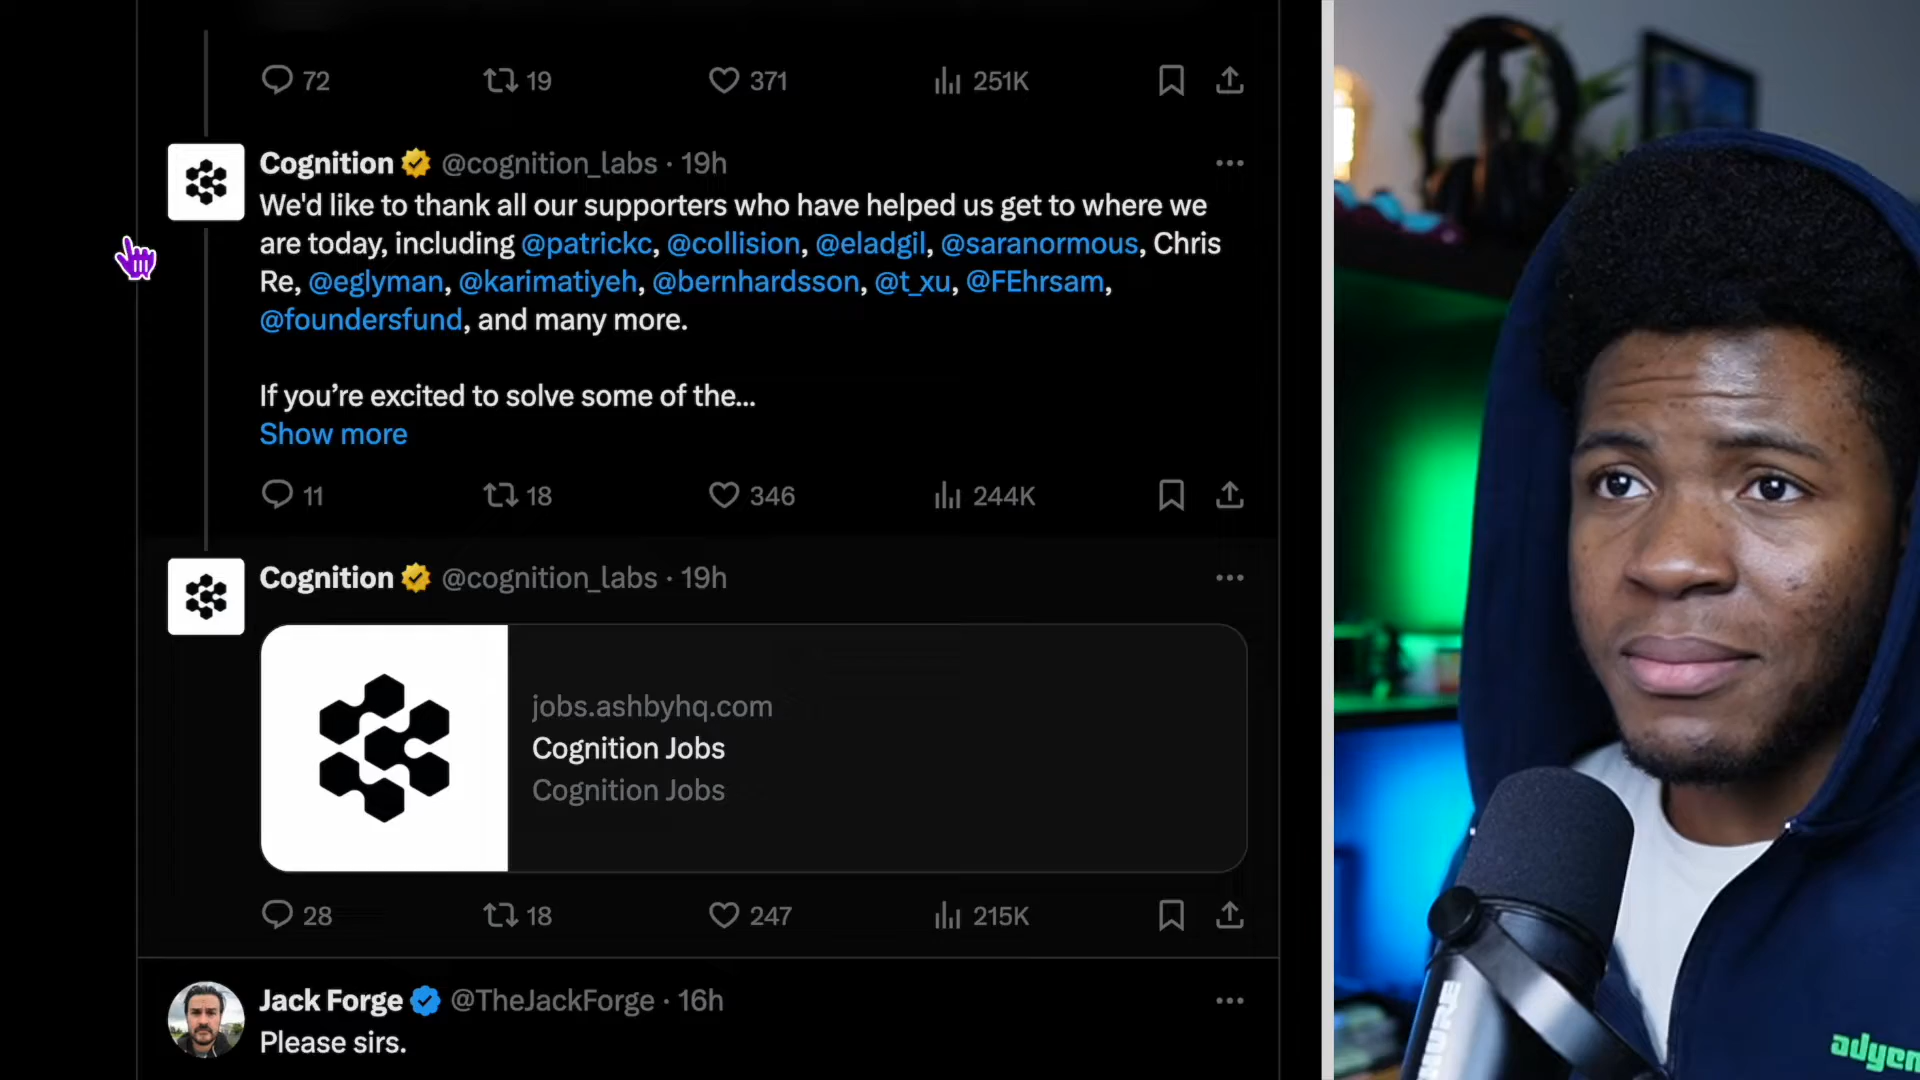 72 19 371 251K
Cognition @cognition_labs · 19h
We'd like to thank all our supporters who have helped us get to where we
are today, including @patrickc, @collision, @eladgil, @saranormous, Chris
Re, @eglyman, @karimatiyeh, @bernhardsson, @t_xu, @FEhrsam,
@foundersfund, and many more.
If you’re excited to solve some of the...
Show more
11 18 346 244K
Cognition @cognition_labs · 19h
jobs.ashbyhq.com
Cognition Jobs
Cognition Jobs
28 18 247 215K
Jack Forge @TheJackForge · 16h
Please sirs.
adyen